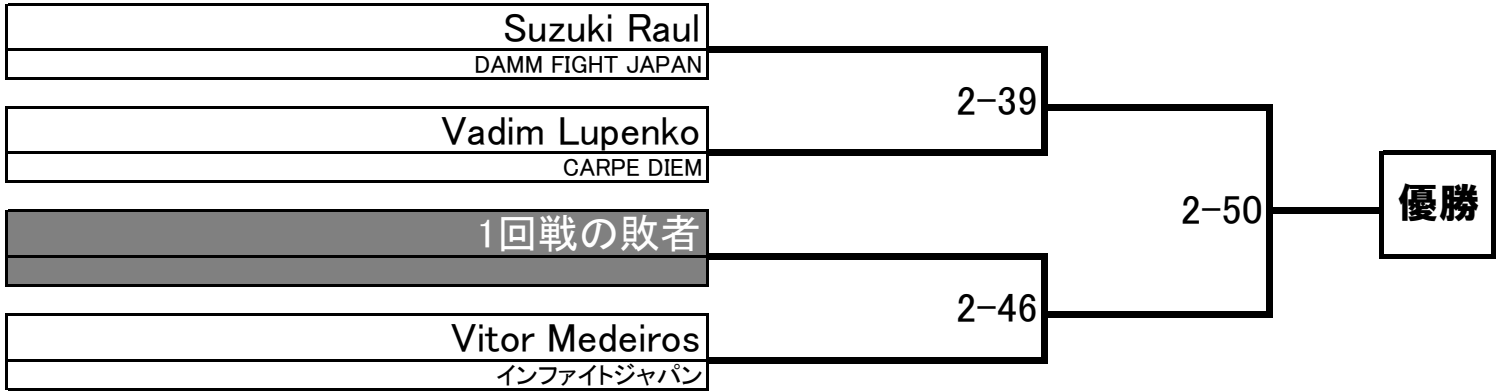 Suzuki Raul
DAMM FIGHT JAPAN
2-39
Vadim Lupenko
CARPE DIEM
2-50
優勝
1回戦の敗者
2-46
Vitor Medeiros
インファイトジャパン